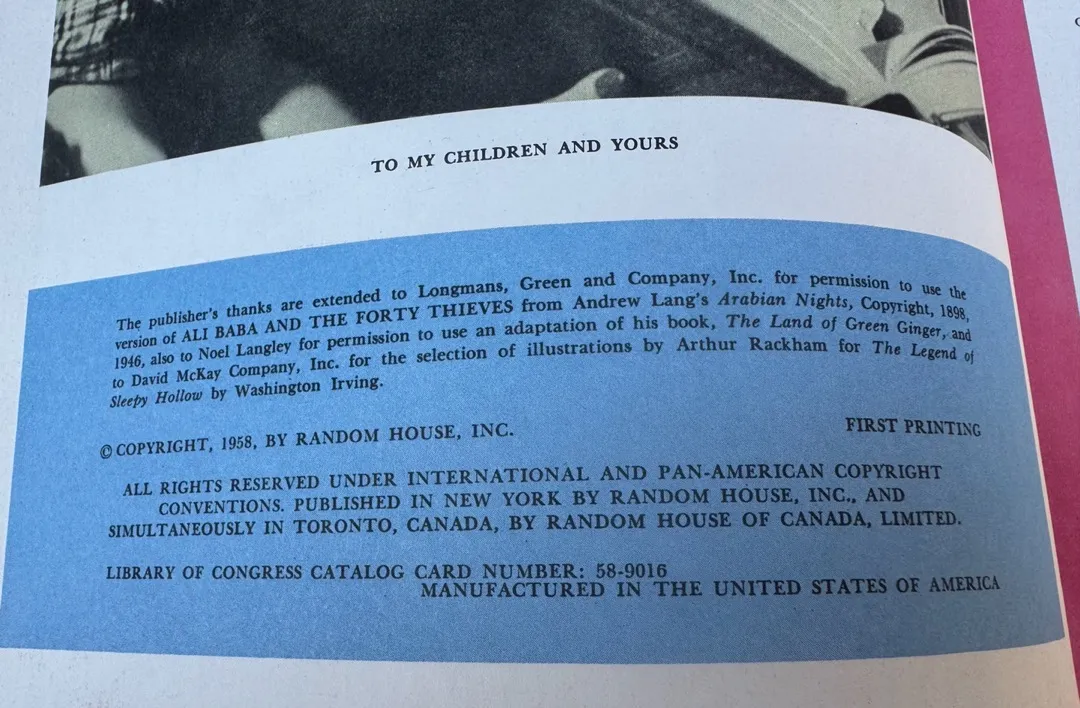 TO MY CHILDREN AND YOURS
The publisher's thanks are extended to Longmans, Green and Company, Inc. for permission to use the
version of ALI BABA AND THE FORTY THIEVES from Andrew Lang's Arabian Nights, Copyright, 1898,
1946, also to Noel Langley for permission to use an adaptation of his book, The Land of Green Ginger, and
to David McKay Company, Inc. for the selection of illustrations by Arthur Rackham for The Legend of
Sleepy Hollow by Washington Irving.
© COPYRIGHT, 1958, BY RANDOM HOUSE, INC.
FIRST PRINTING
ALL RIGHTS RESERVED UNDER INTERNATIONAL AND PAN-AMERICAN COPYRIGHT
CONVENTIONS. PUBLISHED IN NEW YORK BY RANDOM HOUSE, INC., AND
SIMULTANEOUSLY IN TORONTO, CANADA, BY RANDOM HOUSE OF CANADA, LIMITED.
LIBRARY OF CONGRESS CATALOG CARD NUMBER: 58-9016
MANUFACTURED IN THE UNITED STATES OF AMERICA